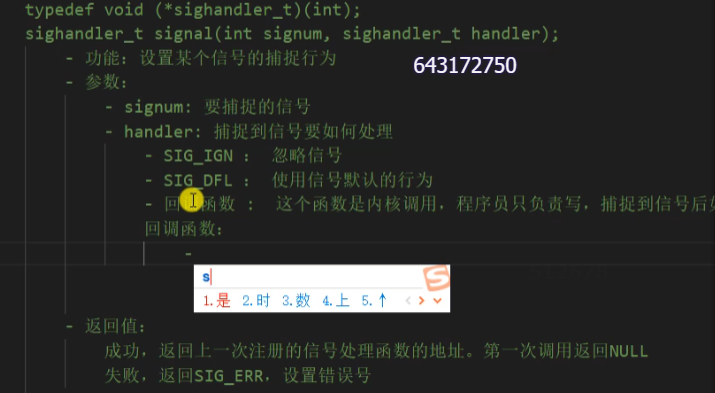 typedef void (*sighandler_t)(int);
sighandler_t signal(int signum, sighandler_t handler);
- 功能: 设置某个信号的捕捉行为
643172750
- 参数:
- signum: 要捕捉的信号
- handler: 捕捉到信号要如何处理
- SIG_IGN : 忽略信号
- SIG_DFL : 使用信号默认的行为
- 回调函数 : 这个函数是内核调用,程序员只负责写,捕捉到信号后如
回调函数:
-
s
1.是 2.时 3.数 4.上 5.↑
- 返回值:
成功,返回上一次注册的信号处理函数的地址。第一次调用返回NULL
失败,返回SIG_ERR,设置错误号